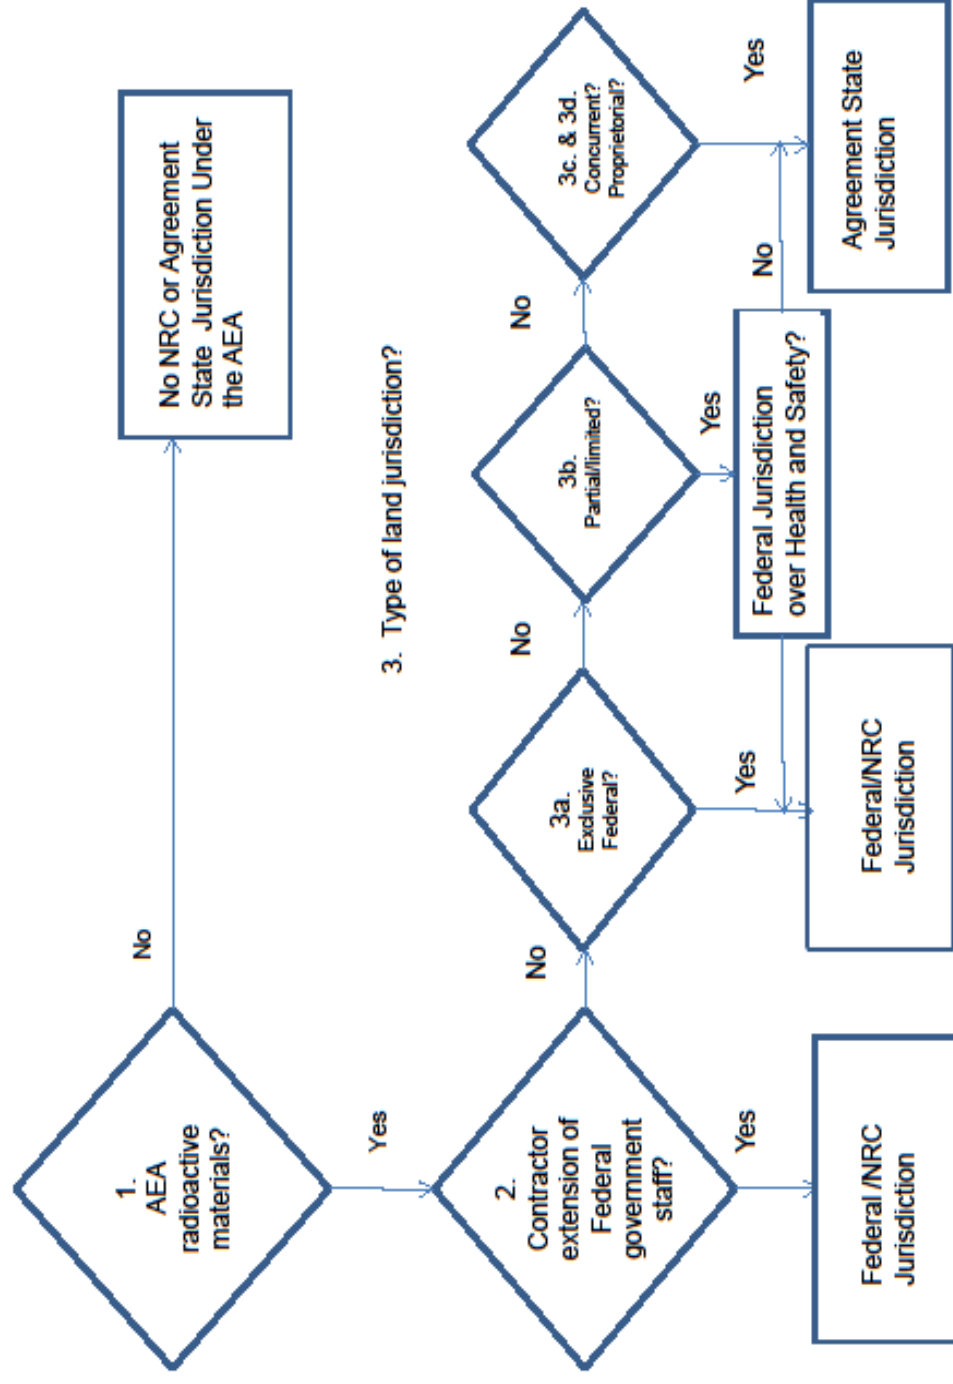 1.
AEA
radioactive
materials?
No
No NRC or Agreement
State Jurisdiction Under
the AEA
Yes
3. Type of land jurisdiction?
2.
Contractor
extension of
Federal
government
staff?
No
3a.
Exclusive
Federal?
No
3b.
Partial/limited?
No
3c. & 3d.
Concurrent?
Proprietorial?
Yes
Yes
Yes
Yes
Federal Jurisdiction
over Health and Safety?
No
Federal /NRC
Jurisdiction
Federal/NRC
Jurisdiction
Agreement State
Jurisdiction